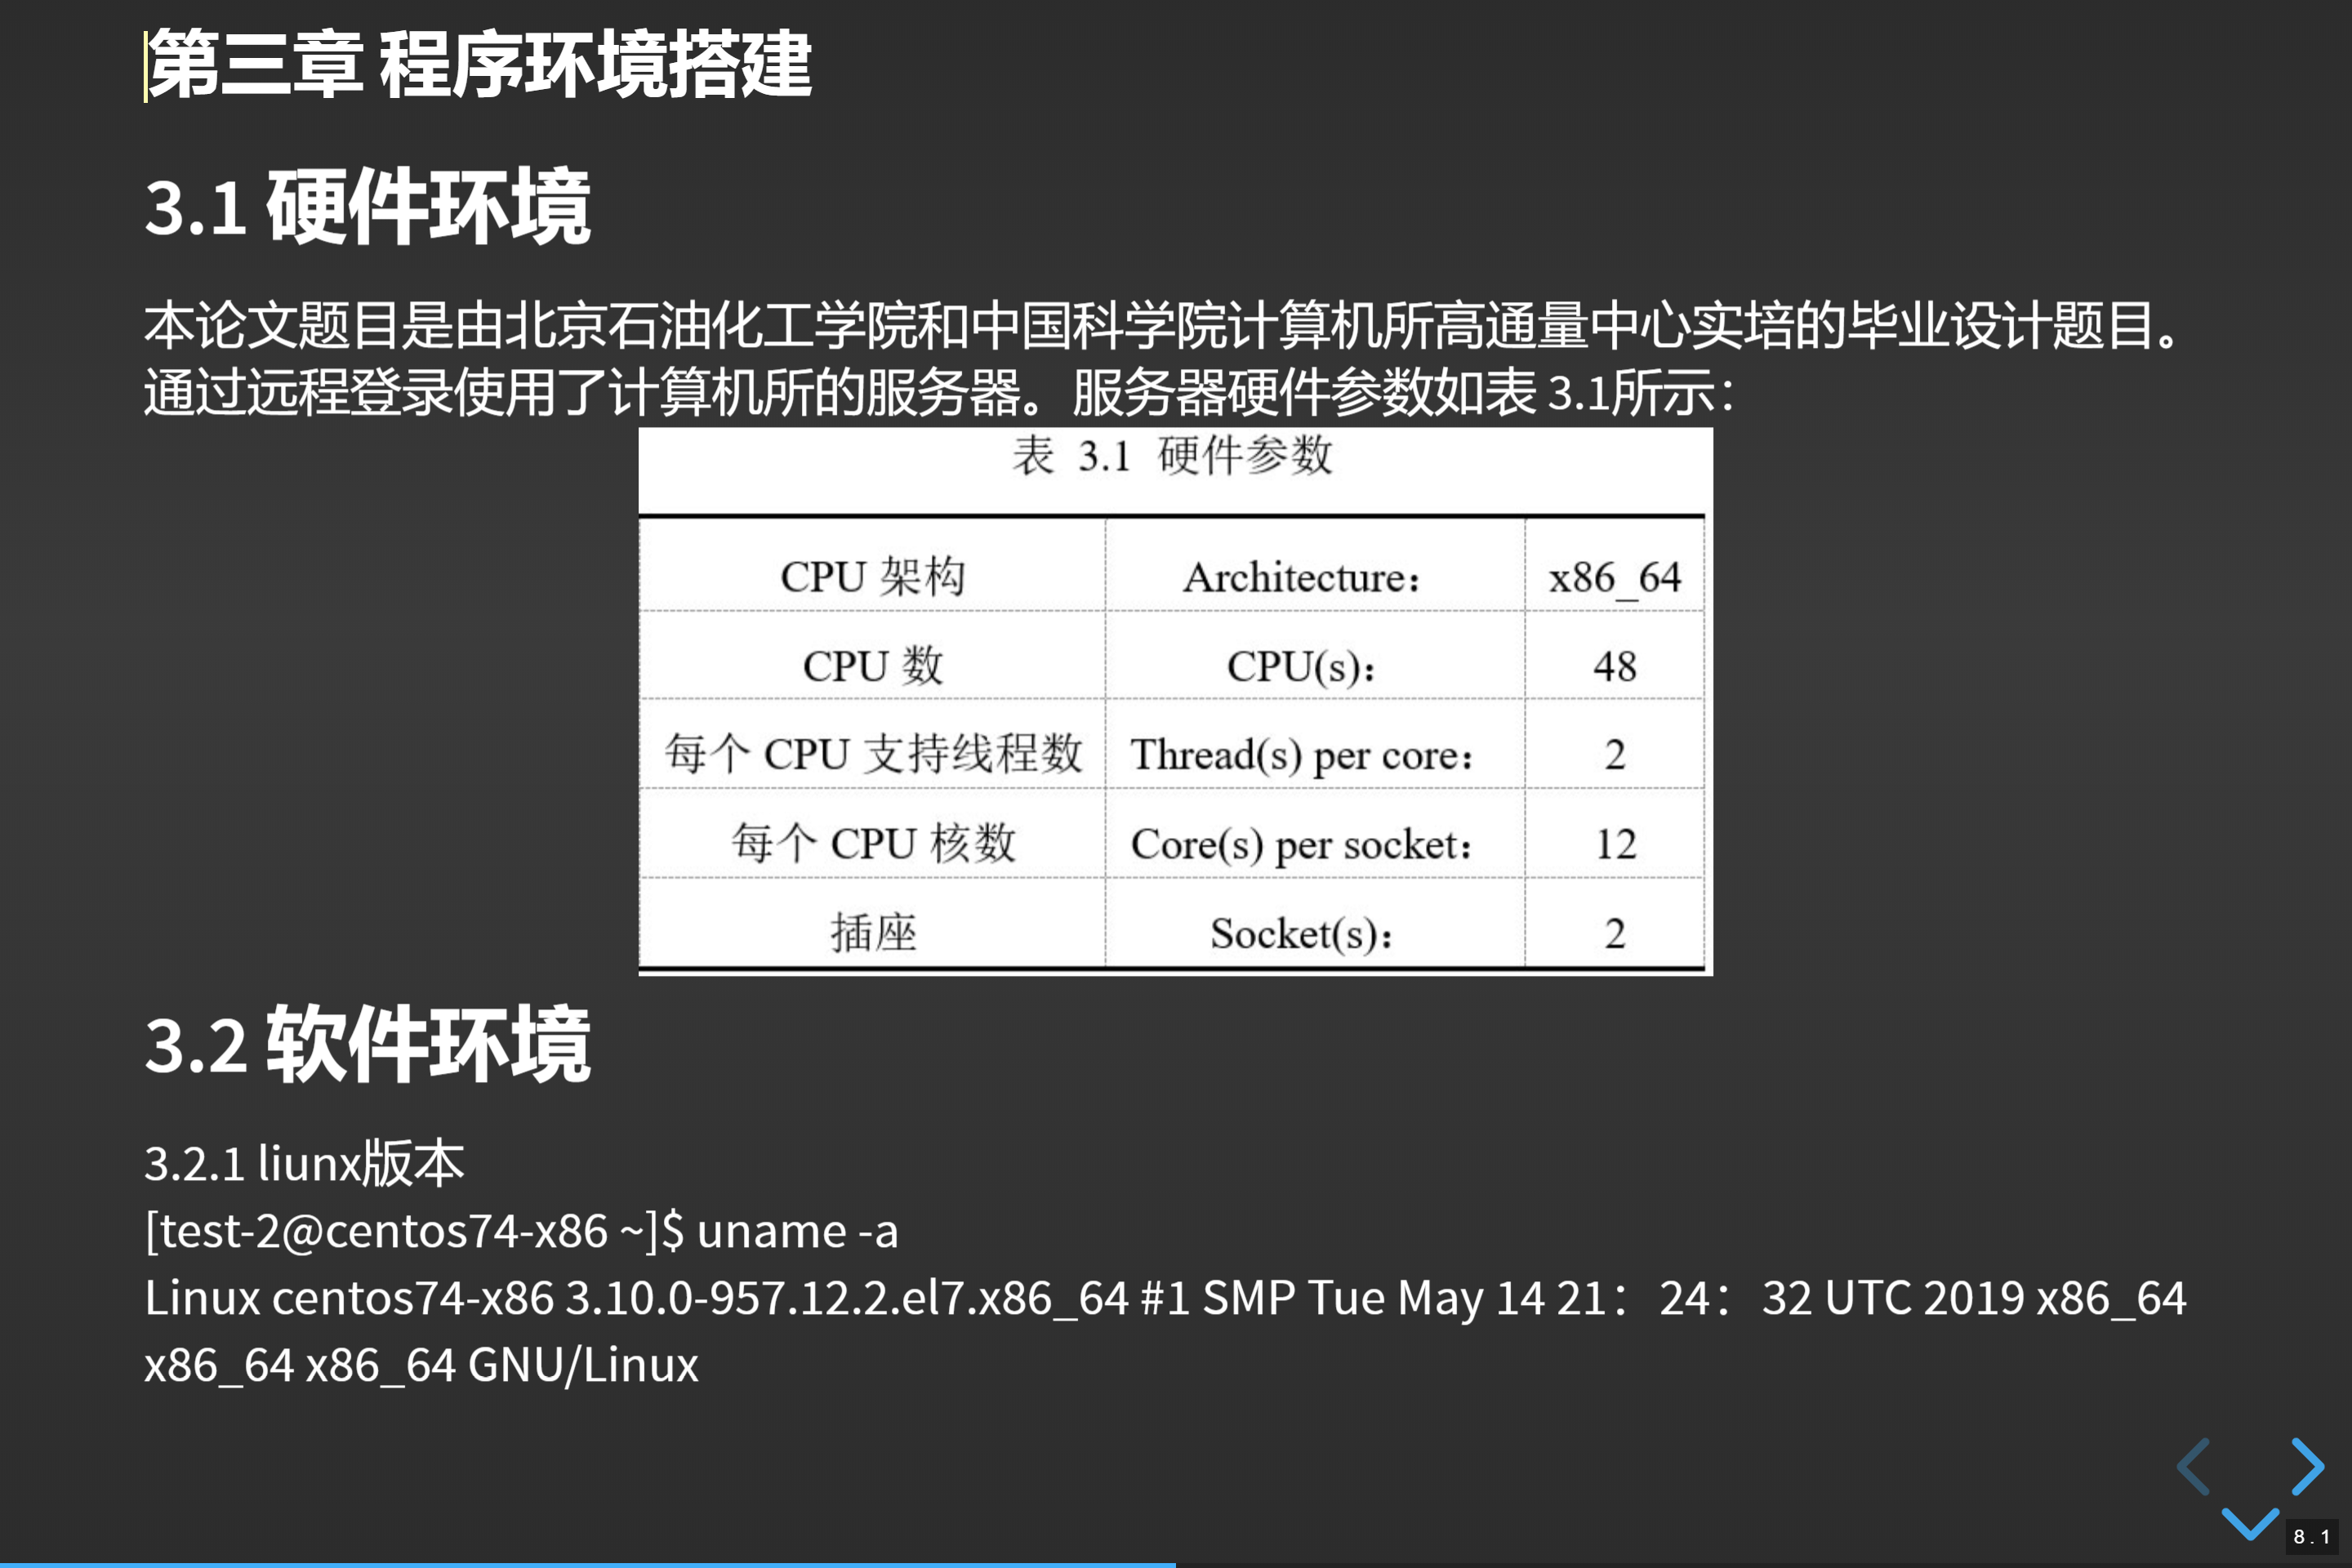 第三章 程序环境搭建
3.1 硬件环境
本论文题目是由北京石油化工学院和中国科学院计算机所高通量中心实培的毕业设计题目。
通过远程登录使用了计算机所的服务器。 服务器硬件参数如表 3.1所示：
表 3.1 硬件参数
CPU 架构 Architecture： x86_64
CPU 数 CPU(s)： 48
每个 CPU 支持线程数 Thread(s) per core： 2
每个 CPU 核数 Core(s) per socket： 12
插座 Socket(s)： 2
3.2 软件环境
3.2.1 liunx版本
[test-2@centos74-x86 ~]$ uname -a
Linux centos74-x86 3.10.0-957.12.2.el7.x86_64 #1 SMP Tue May 14 21： 24： 32 UTC 2019 x86_64
x86_64 x86_64 GNU/Linux
8.1